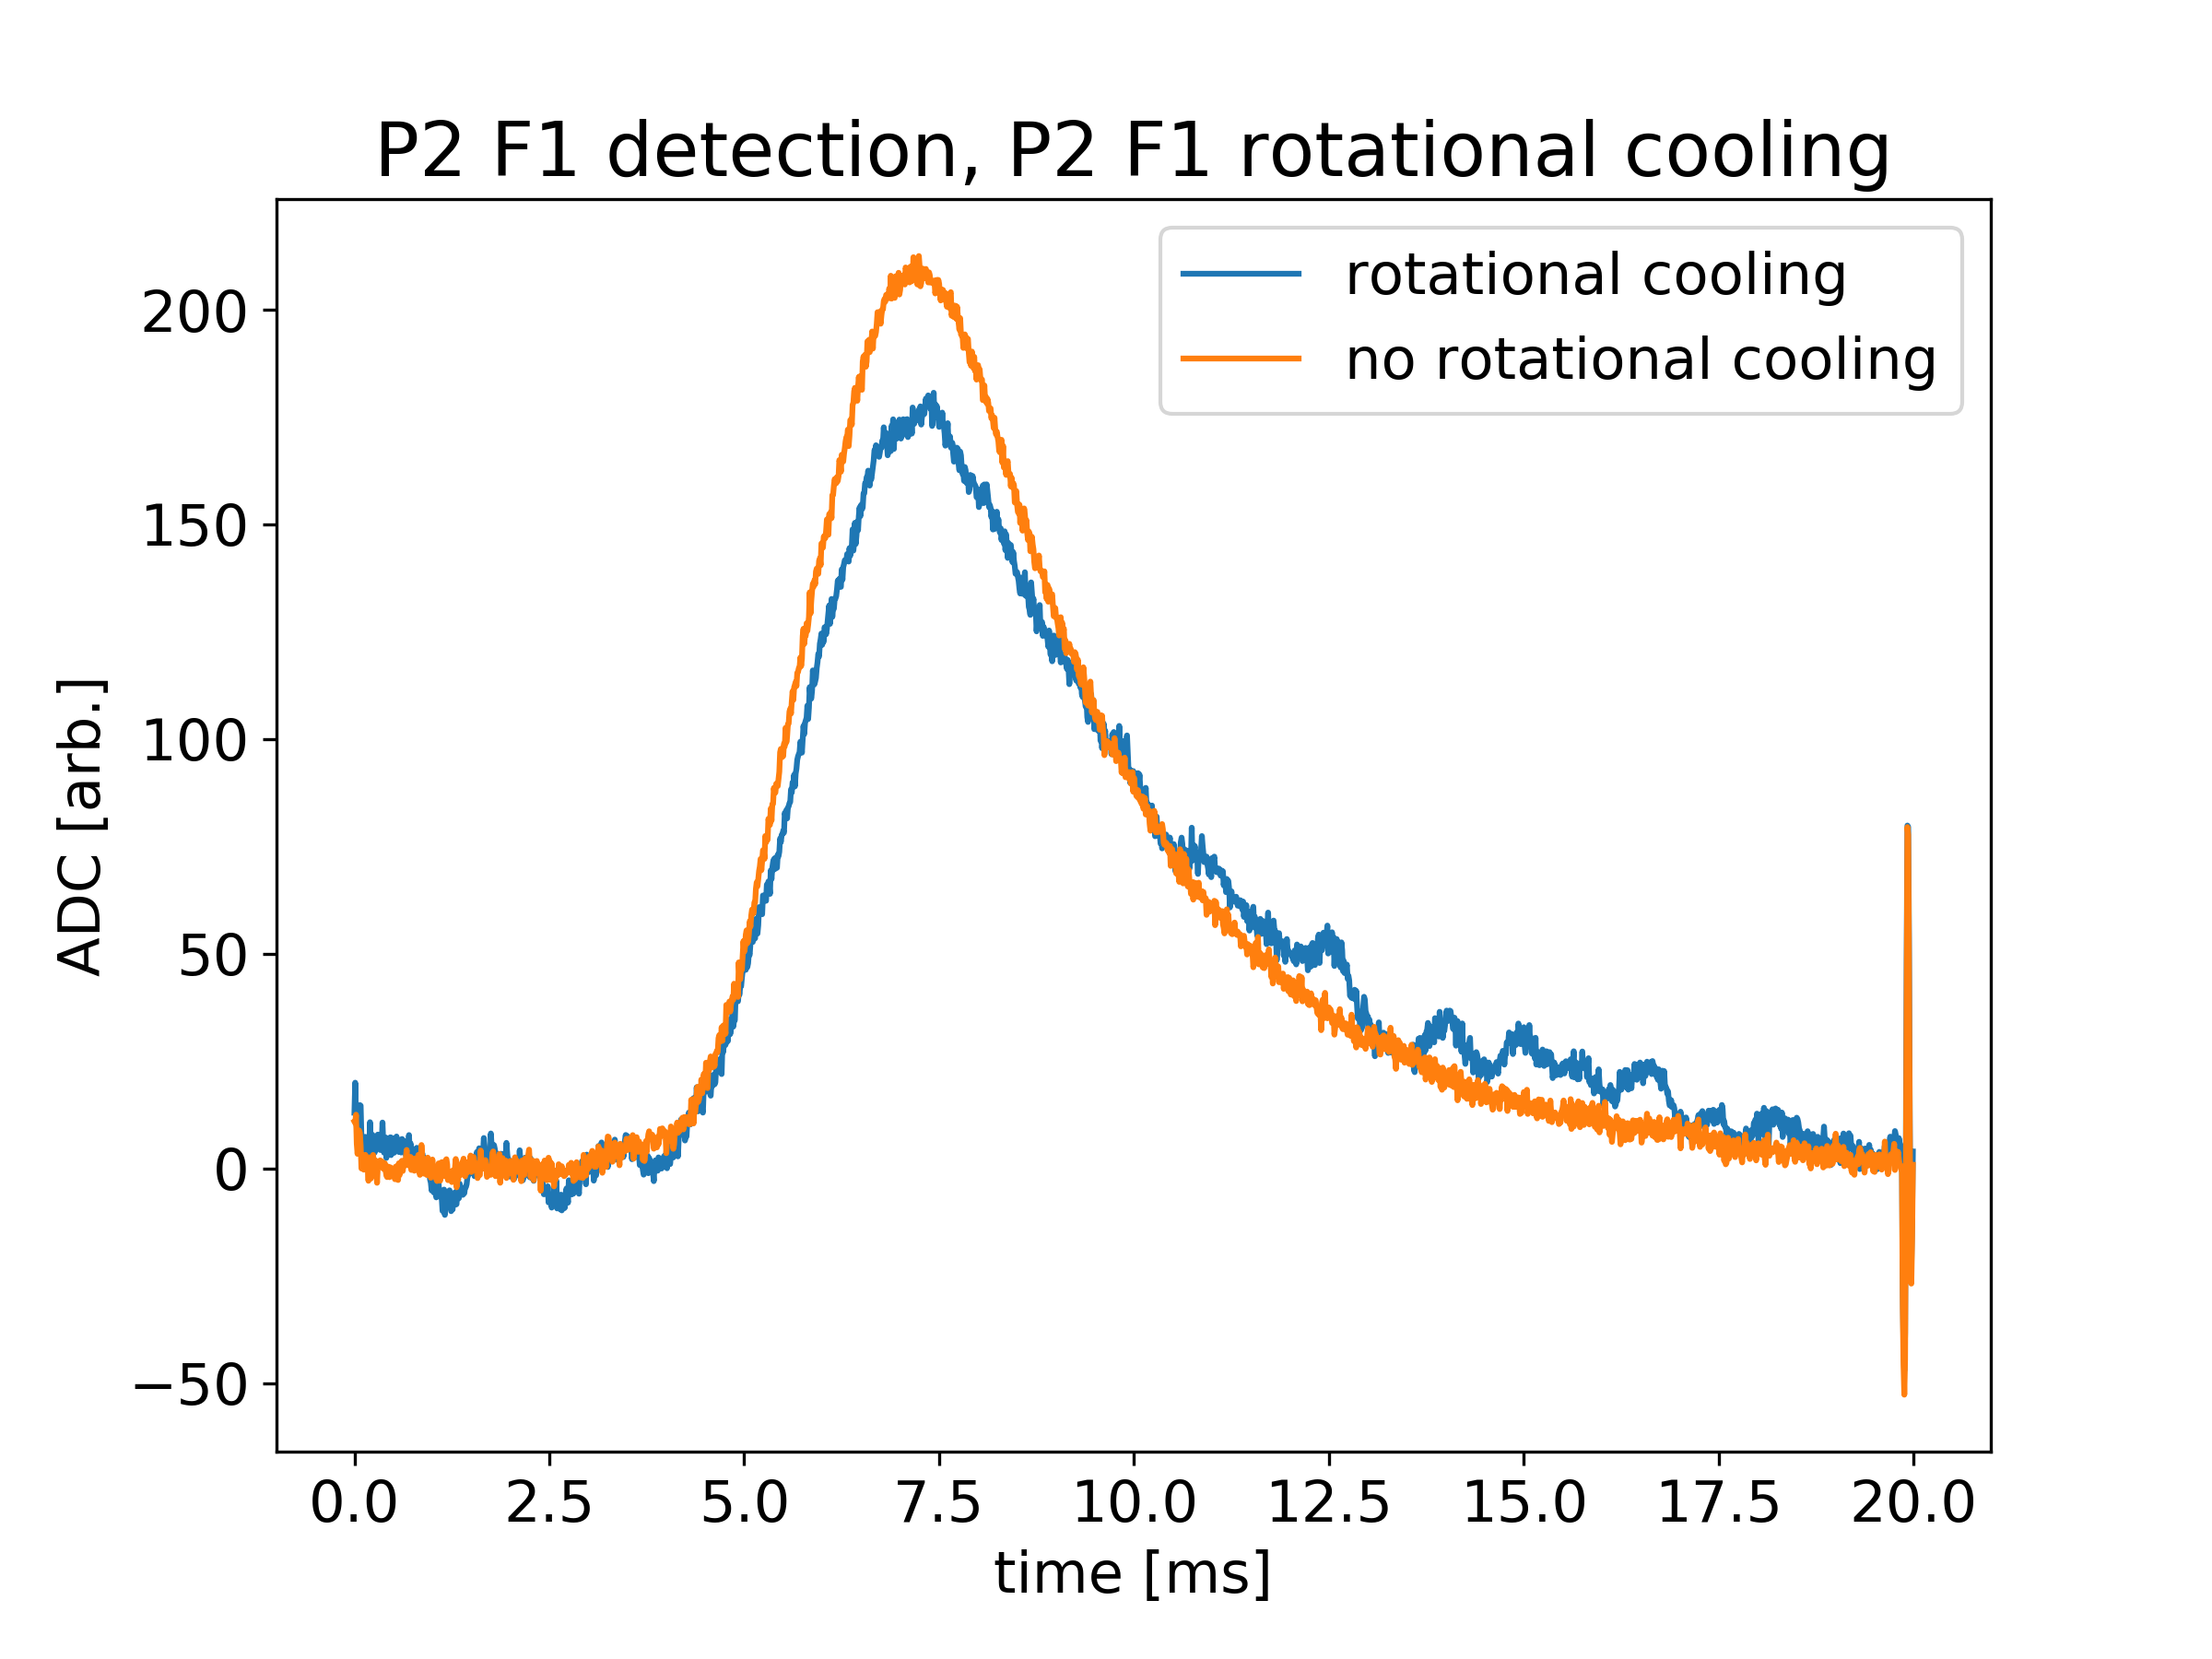 P2 F1 detection, P2 F1 rotational cooling
rotational cooling
no rotational cooling
ADC [arb.]
200
150
100
50
0
−50
0.0 2.5 5.0 7.5 10.0 12.5 15.0 17.5 20.0
time [ms]